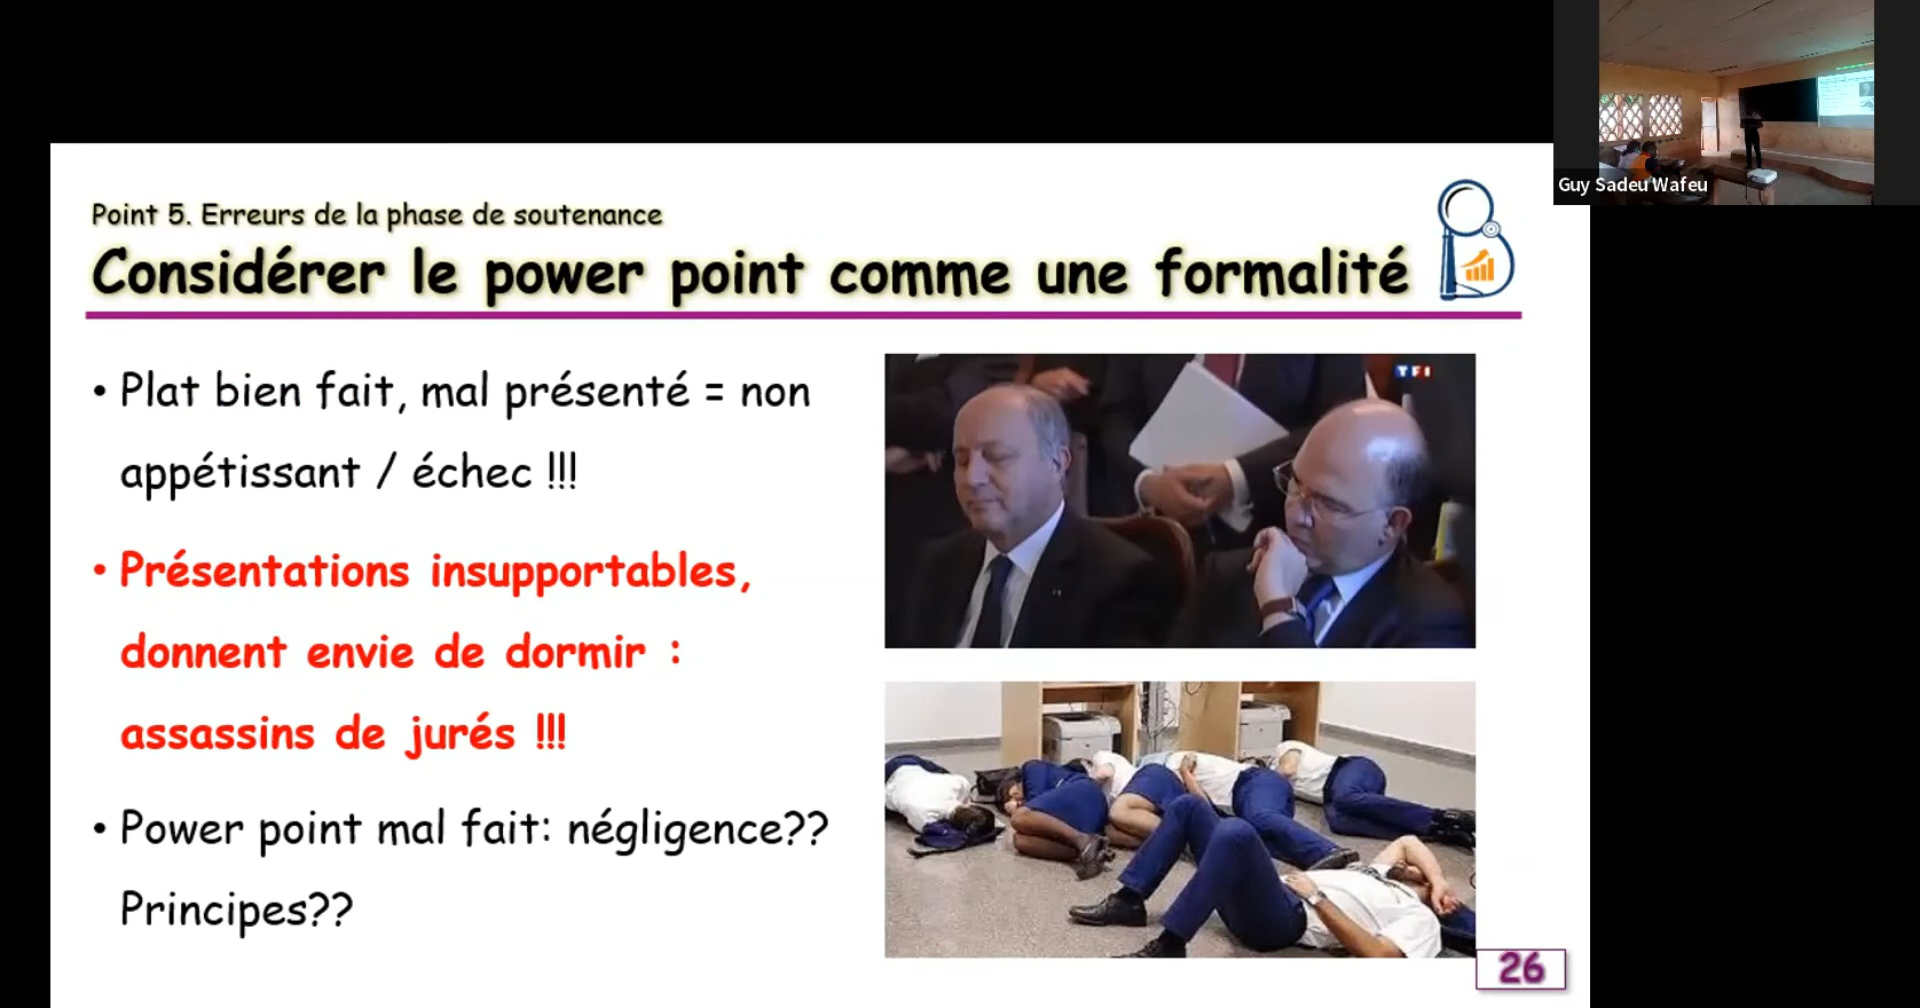 Guy Sadeu Wafeu
Point 5. Erreurs de la phase de soutenance
Considérer le power point comme une formalité
• Plat bien fait, mal présenté = non
appétissant / échec !!!
• Présentations insupportables,
donnent envie de dormir :
assassins de jurés !!!
• Power point mal fait: négligence??
Principes??
TF1
26